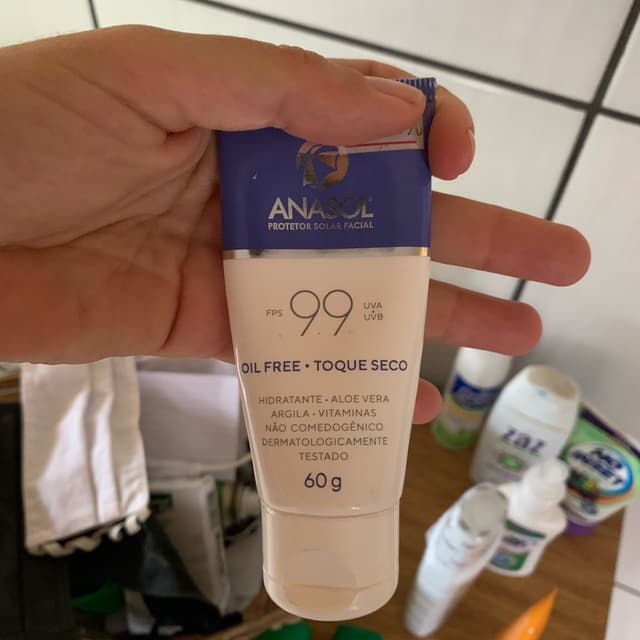 ANASOL
PROTETOR SOLAR FACIAL
FPS 99 UVA + UVB
OIL FREE • TOQUE SECO
HIDRATANTE • ALOE VERA
ARGILA • VITAMINAS
NÃO COMEDOGÊNICO
DERMATOLOGICAMENTE
TESTADO
60 g
zaz